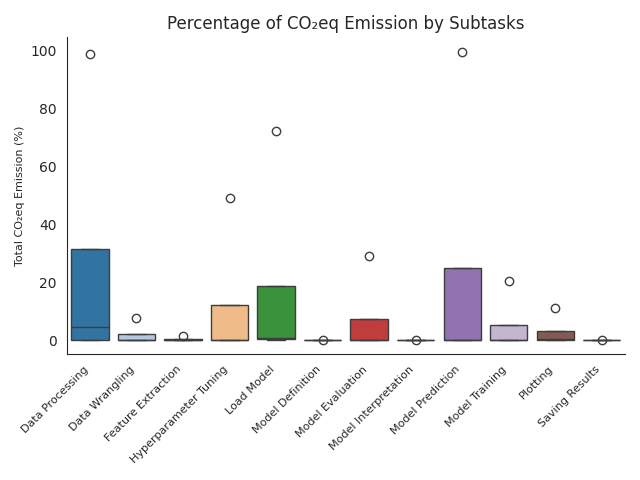 Percentage of CO₂eq Emission by Subtasks
Total CO₂eq Emission (%)
100
80
60
40
20
0
Data Processing
Data Wrangling
Feature Extraction
Hyperparameter Tuning
Load Model
Model Definition
Model Evaluation
Model Interpretation
Model Prediction
Model Training
Plotting
Saving Results